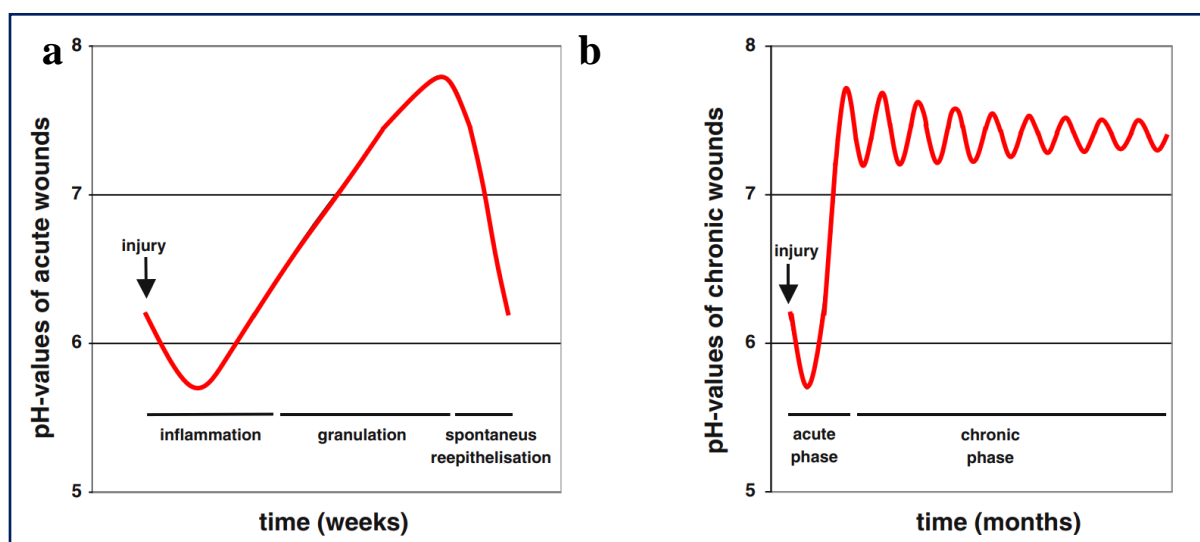 a
pH-values of acute wounds
8
7
6
5
injury
inflammation
granulation
spontaneus
reepithelisation
time (weeks)
b
pH-values of chronic wounds
8
7
6
5
injury
acute
phase
chronic
phase
time (months)